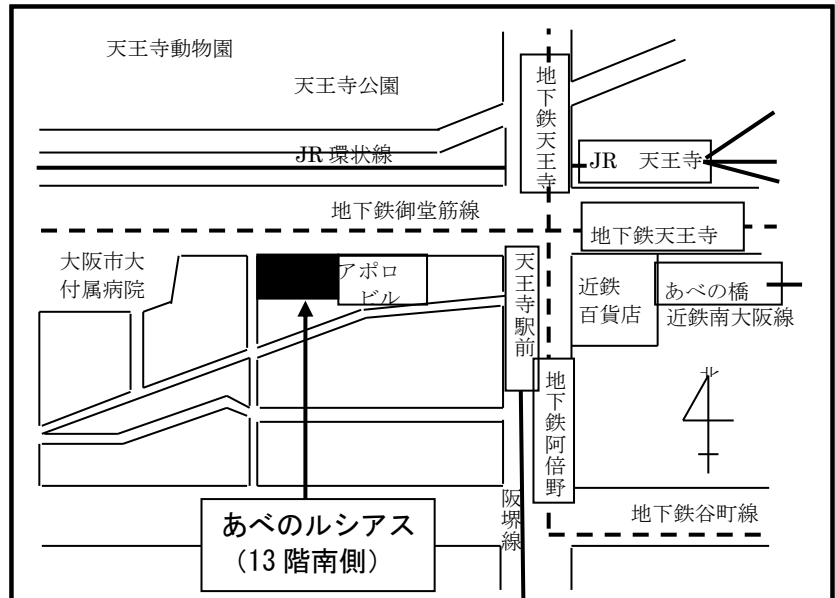 天王寺動物園
天王寺公園
地下鉄天王寺
JR 環状線
JR 天王寺
地下鉄御堂筋線
地下鉄天王寺
大阪市大
付属病院
アポロ
ビル
天王寺駅前
近鉄
百貨店
あべの橋
近鉄南大阪線
北
地下鉄阿倍野
阪堺線
地下鉄谷町線
あべのルシアス
(13 階南側)